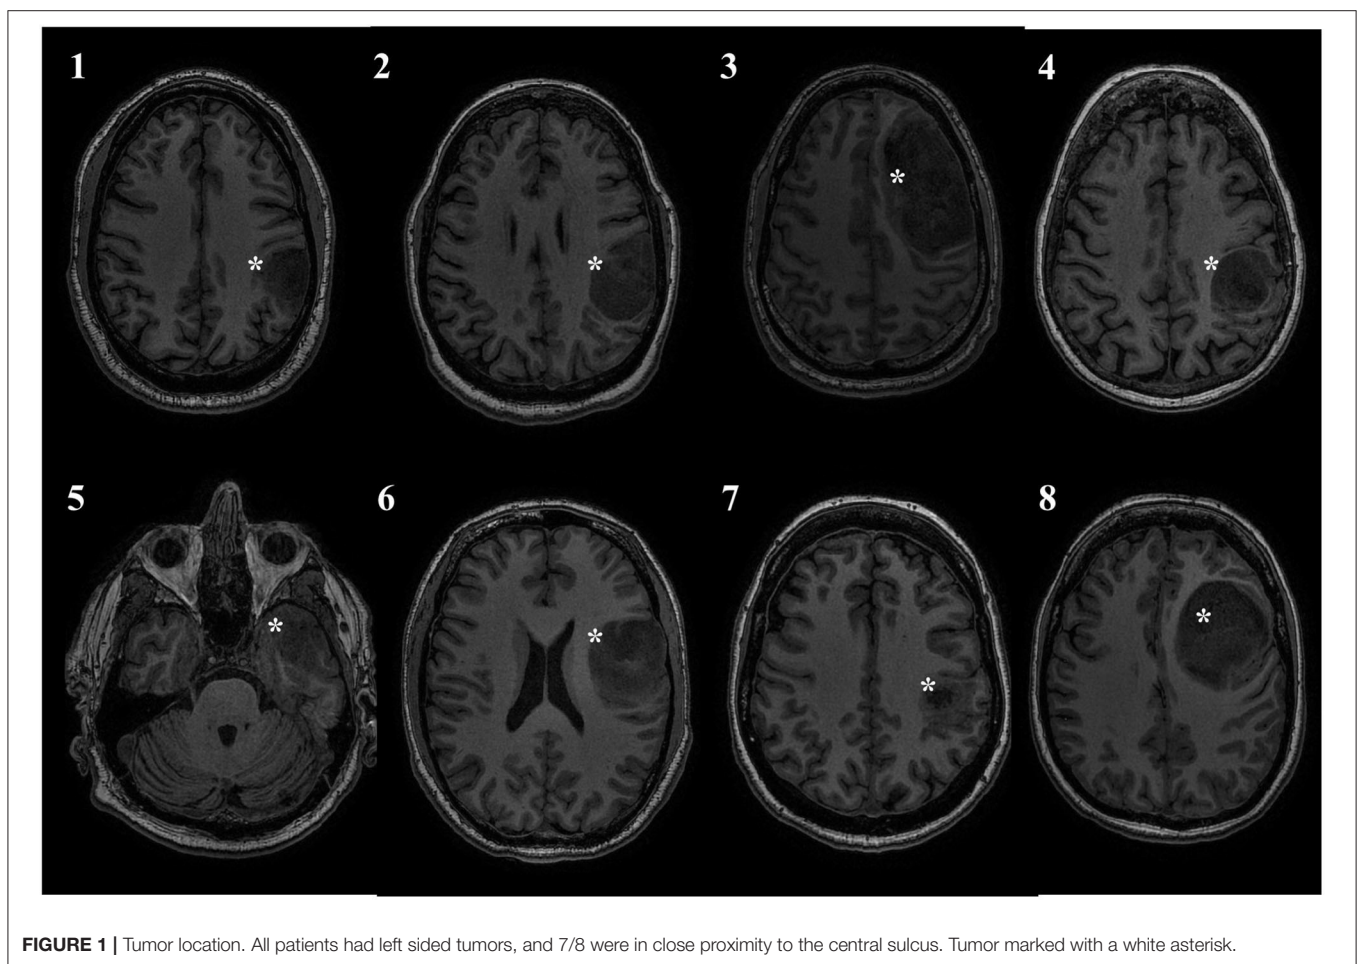 1 2 3 4
* * * *
5 6 7 8
* * * *
FIGURE 1 | Tumor location. All patients had left sided tumors, and 7/8 were in close proximity to the central sulcus. Tumor marked with a white asterisk.